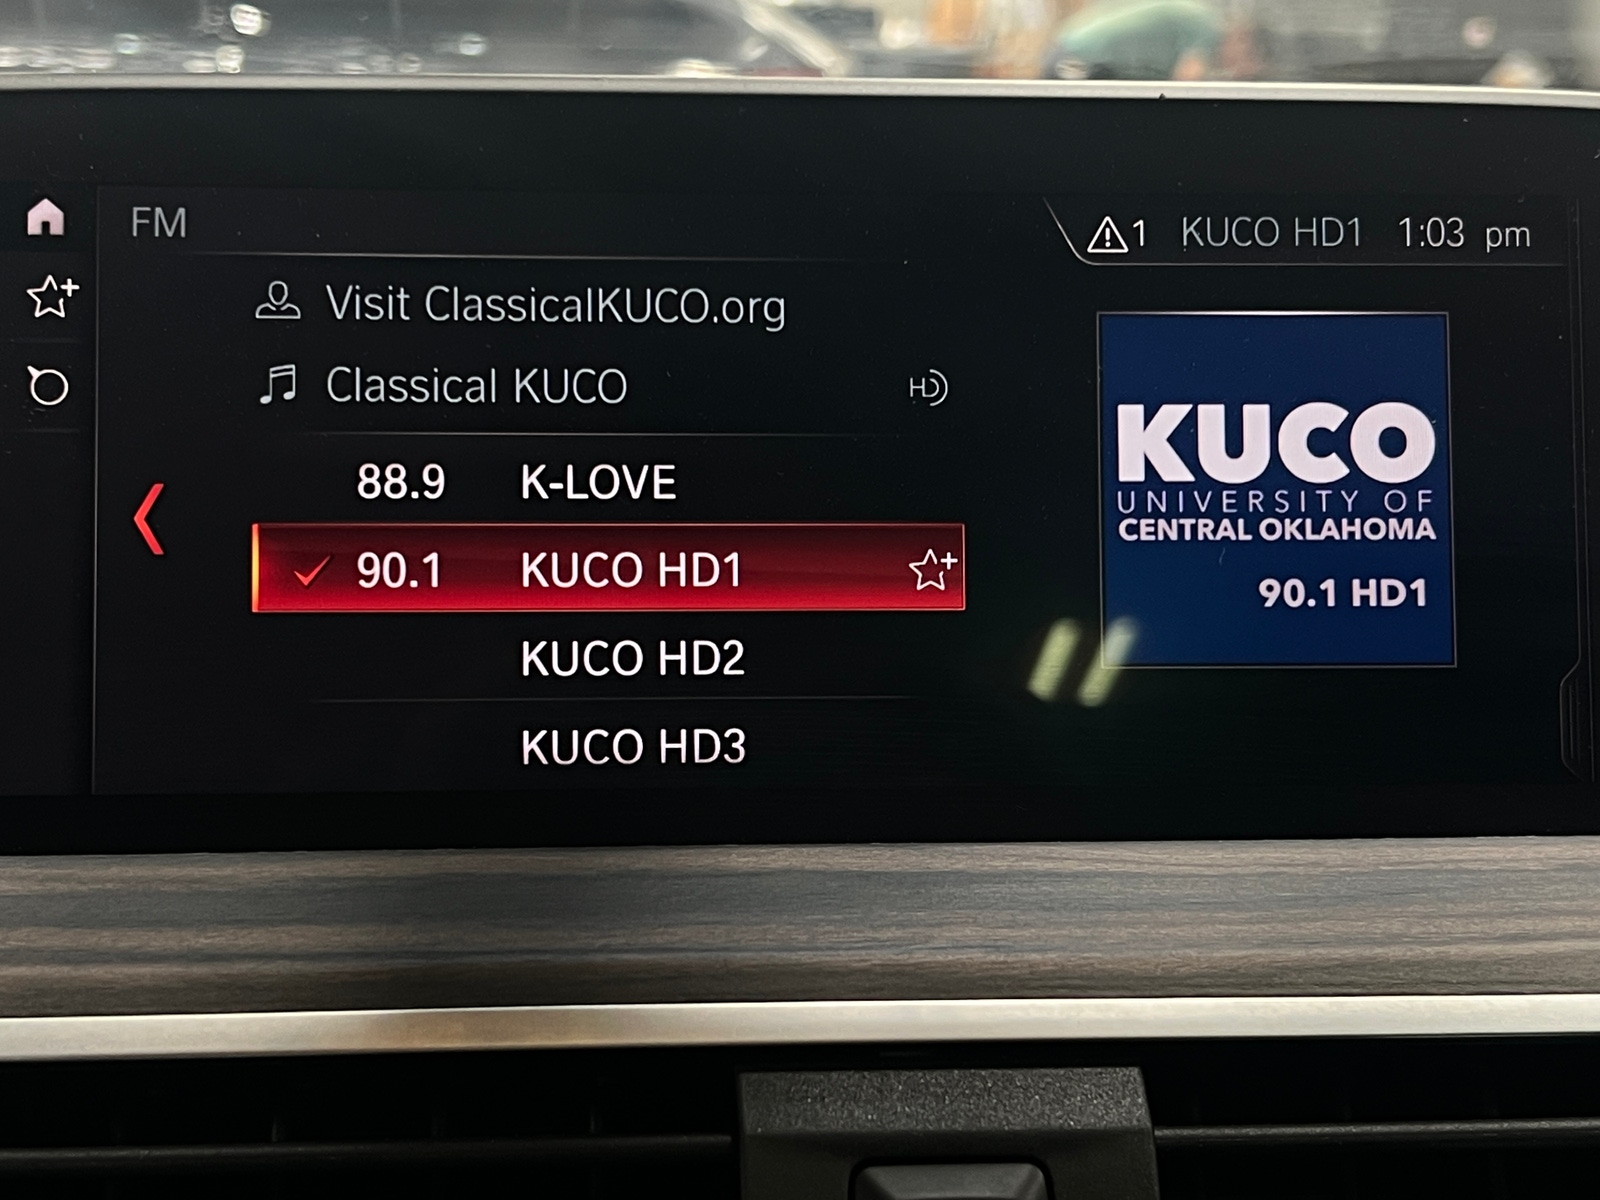 FM
1 KUCO HD1 1:03 pm
Visit ClassicalKUCO.org
Classical KUCO HD
88.9 K-LOVE
90.1 KUCO HD1
KUCO HD2
KUCO HD3
KUCO
UNIVERSITY OF
CENTRAL OKLAHOMA
90.1 HD1